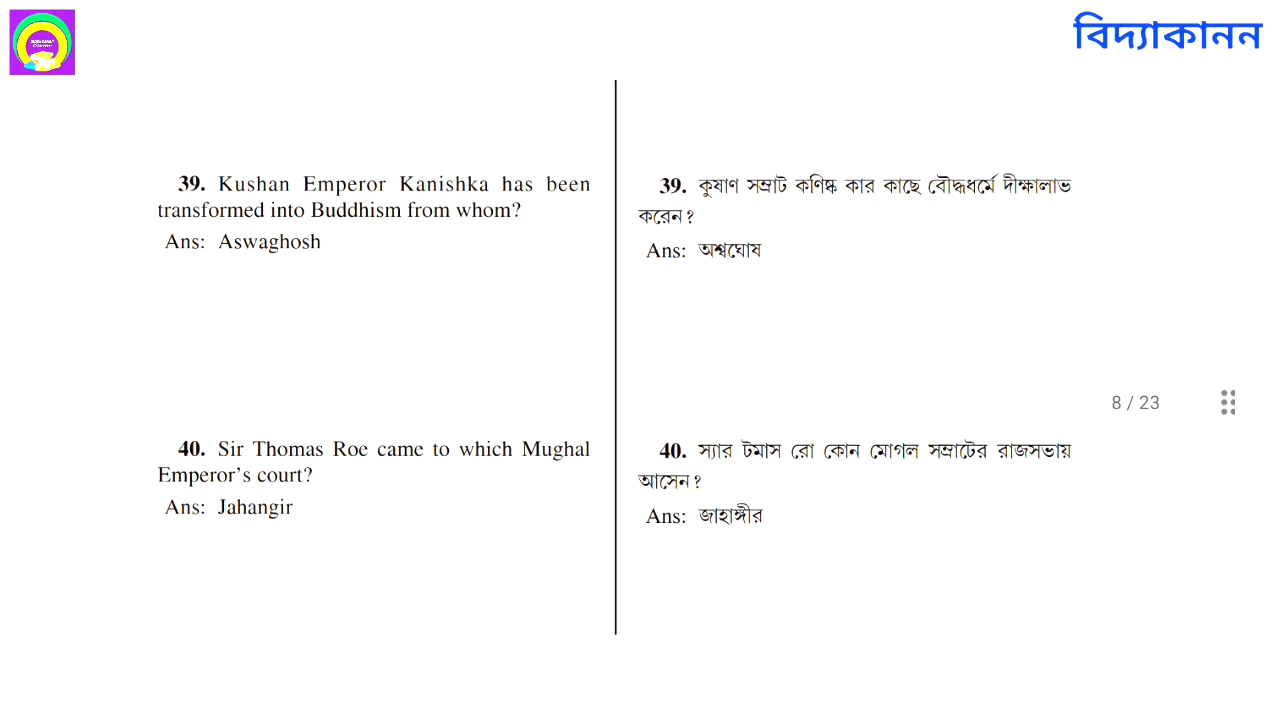 বিদ্যাকানন
39. Kushan Emperor Kanishka has been
transformed into Buddhism from whom?
Ans: Aswaghosh
40. Sir Thomas Roe came to which Mughal
Emperor's court?
Ans: Jahangir
39. কুষাণ সম্রাট কণিষ্ক কার কাছে বৌদ্ধধর্মে দীক্ষালাভ
করেন?
Ans: অশ্বঘোষ
8 / 23
40. স্যার টমাস রো কোন মোগল সম্রাটের রাজসভায়
আসেন?
Ans: জাহাঙ্গীর